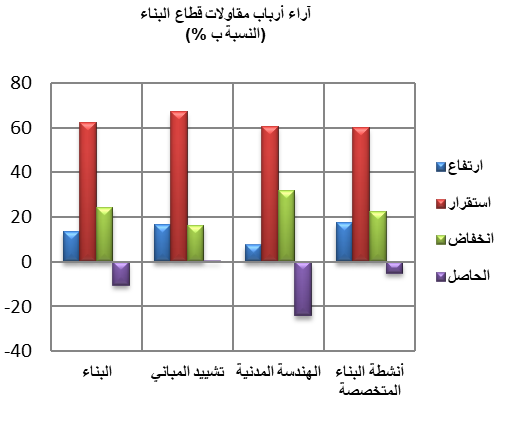 آراء أرباب مقاولات قطاع البناء
(النسبة ب %)
80
60
40
20
0
-20
-40
ارتفاع
استقرار
انخفاض
الحاصل
البناء
تشييد المباني
الهندسة المدنية
أنشطة البناء
المتخصصة